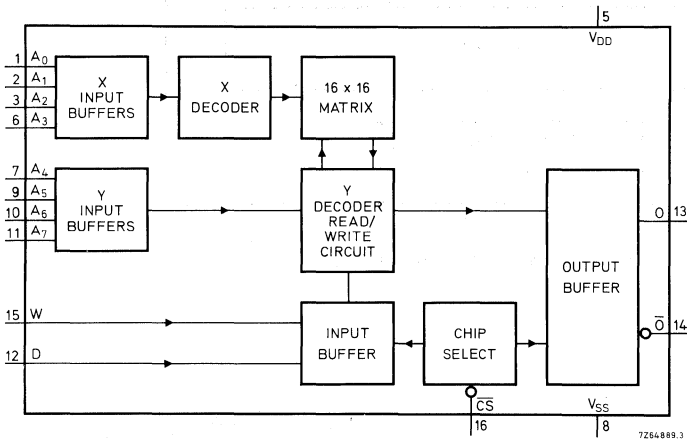 5
VDD
1 A0
2 A1
3 A2
6 A3
X
INPUT
BUFFERS
X
DECODER
16 x 16
MATRIX
7 A4
9 A5
10 A6
11 A7
Y
INPUT
BUFFERS
Y
DECODER
READ/
WRITE
CIRCUIT
OUTPUT
BUFFER
O 13
O̅ 14
15 W
12 D
INPUT
BUFFER
CHIP
SELECT
C̅S̅
16
VSS
8
7Z64889.3